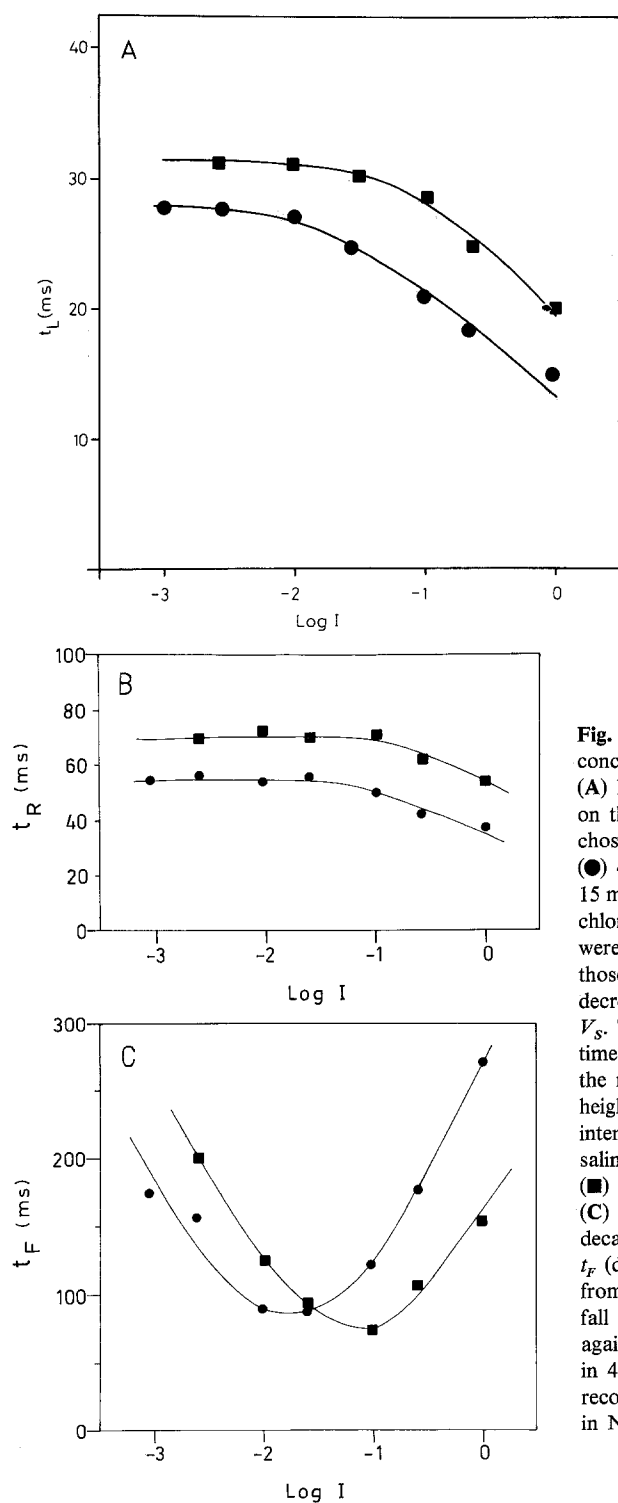 A
40
30
20
10
t_L (ms)
-3 -2 -1 0
Log I
B
100
80
60
40
20
0
t_R (ms)
-3 -2 -1 0
Log I
C
300
200
100
0
t_F (ms)
-3 -2 -1 0
Log I
Fig.
conc
(A)
on th
chos
(●)
15 m
chlor
were
those
decre
V_S.
time
the
heigh
inten
salin
(■)
(C)
deca
t_F (d
from
fall
agai
in 4
reco
in N